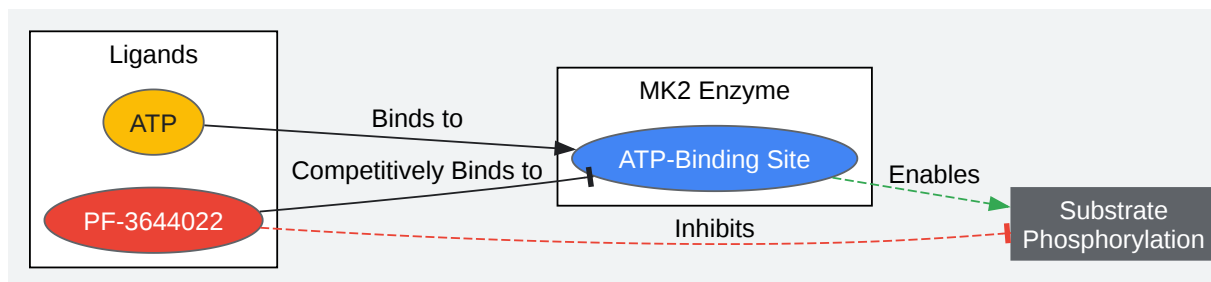 Ligands
ATP
PF-3644022
Binds to
Competitively Binds to
MK2 Enzyme
ATP-Binding Site
Enables
Inhibits
Substrate
Phosphorylation